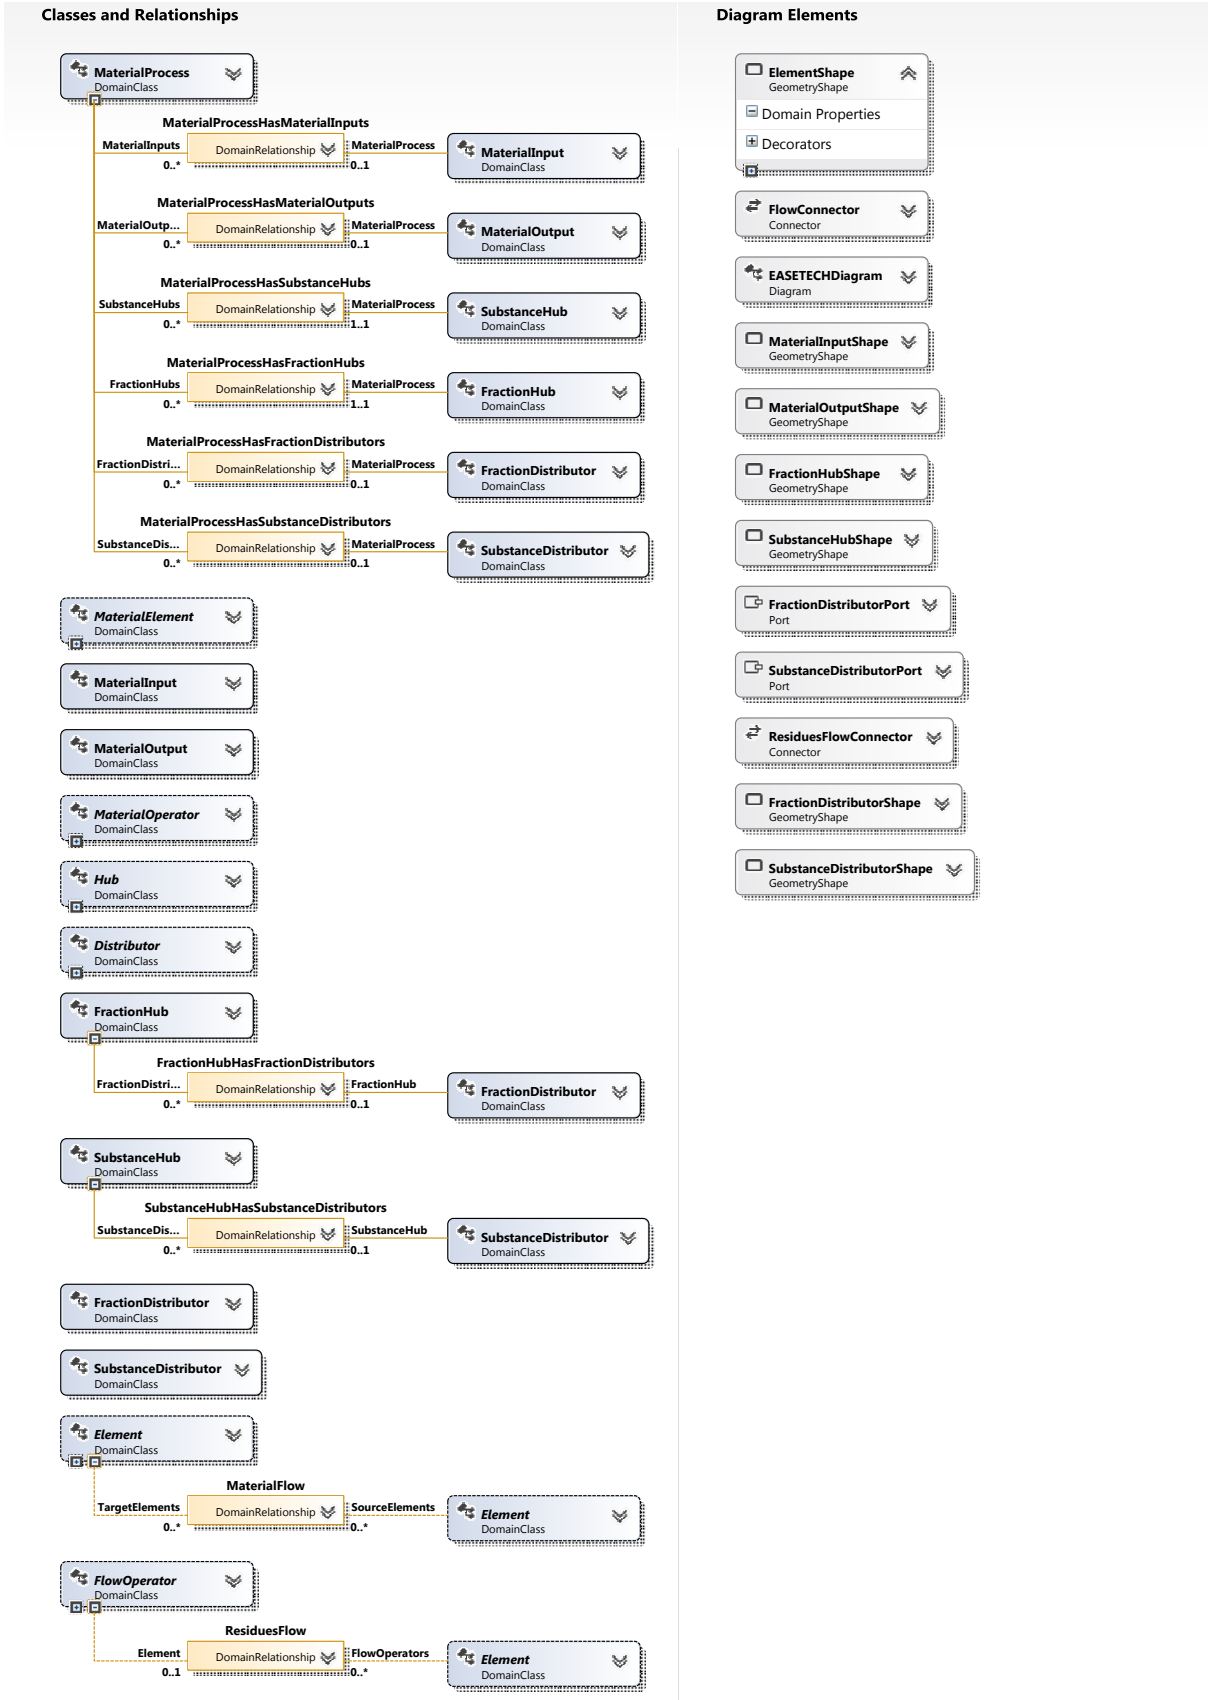 Classes and Relationships
MaterialProcess
DomainClass
MaterialProcessHasMaterialInputs
MaterialInputs DomainRelationship MaterialProcess
0..* 0..1
MaterialInput
DomainClass
MaterialProcessHasMaterialOutputs
MaterialOutp... DomainRelationship MaterialProcess
0..* 0..1
MaterialOutput
DomainClass
MaterialProcessHasSubstanceHubs
SubstanceHubs DomainRelationship MaterialProcess
0..* 1..1
SubstanceHub
DomainClass
MaterialProcessHasFractionHubs
FractionHubs DomainRelationship MaterialProcess
0..* 1..1
FractionHub
DomainClass
MaterialProcessHasFractionDistributors
FractionDistri... DomainRelationship MaterialProcess
0..* 0..1
FractionDistributor
DomainClass
MaterialProcessHasSubstanceDistributors
SubstanceDis... DomainRelationship MaterialProcess
0..* 0..1
SubstanceDistributor
DomainClass
MaterialElement
DomainClass
MaterialInput
DomainClass
MaterialOutput
DomainClass
MaterialOperator
DomainClass
Hub
DomainClass
Distributor
DomainClass
FractionHub
DomainClass
FractionHubHasFractionDistributors
FractionDistri... DomainRelationship FractionHub
0..* 0..1
FractionDistributor
DomainClass
SubstanceHub
DomainClass
SubstanceHubHasSubstanceDistributors
SubstanceDis... DomainRelationship SubstanceHub
0..* 0..1
SubstanceDistributor
DomainClass
FractionDistributor
DomainClass
SubstanceDistributor
DomainClass
Element
DomainClass
MaterialFlow
TargetElements DomainRelationship SourceElements
0..* 0..*
Element
DomainClass
FlowOperator
DomainClass
ResiduesFlow
Element DomainRelationship FlowOperators
0..1 0..*
Element
DomainClass
Diagram Elements
ElementShape
GeometryShape
Domain Properties
Decorators
FlowConnector
Connector
EASETECHDiagram
Diagram
MaterialInputShape
GeometryShape
MaterialOutputShape
GeometryShape
FractionHubShape
GeometryShape
SubstanceHubShape
GeometryShape
FractionDistributorPort
Port
SubstanceDistributorPort
Port
ResiduesFlowConnector
Connector
FractionDistributorShape
GeometryShape
SubstanceDistributorShape
GeometryShape